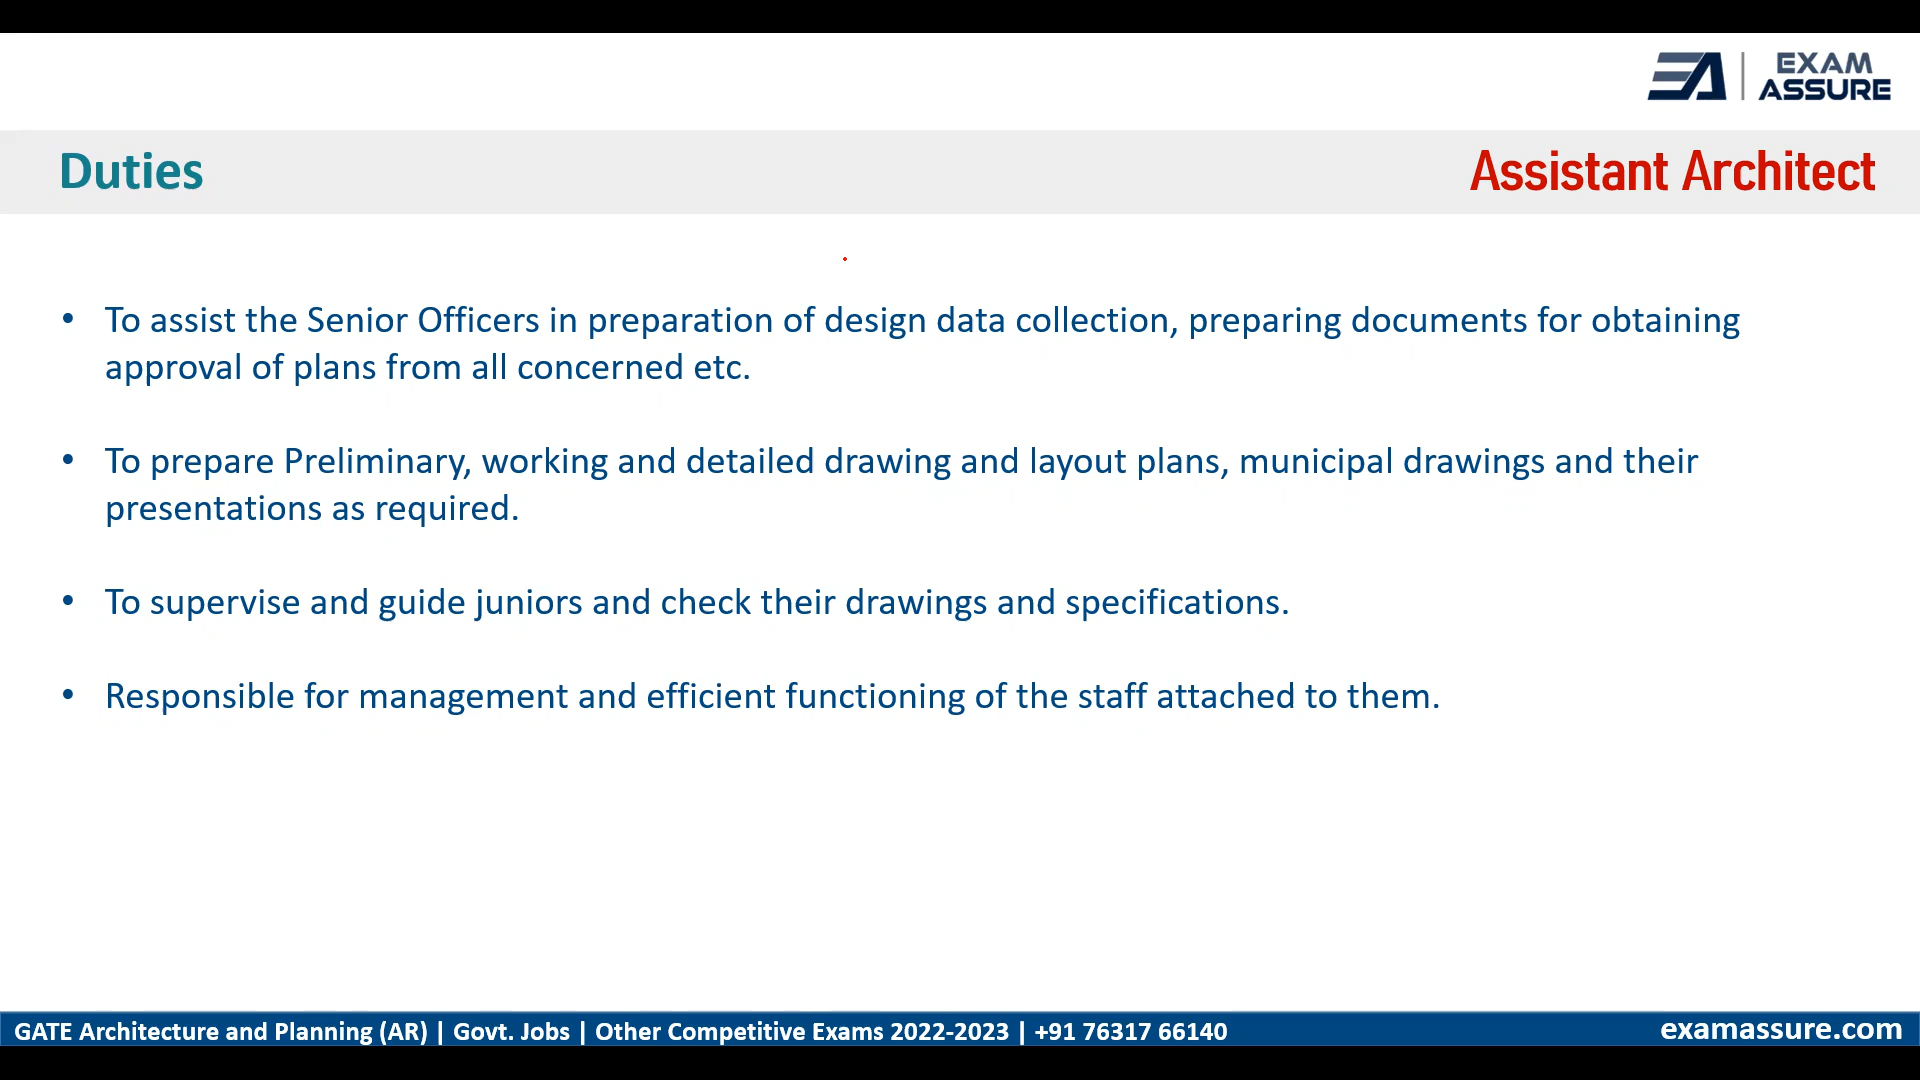 EXAM
ASSURE
Duties
Assistant Architect
• To assist the Senior Officers in preparation of design data collection, preparing documents for obtaining
approval of plans from all concerned etc.
• To prepare Preliminary, working and detailed drawing and layout plans, municipal drawings and their
presentations as required.
• To supervise and guide juniors and check their drawings and specifications.
• Responsible for management and efficient functioning of the staff attached to them.
GATE Architecture and Planning (AR) | Govt. Jobs | Other Competitive Exams 2022-2023 | +91 76317 66140
examassure.com